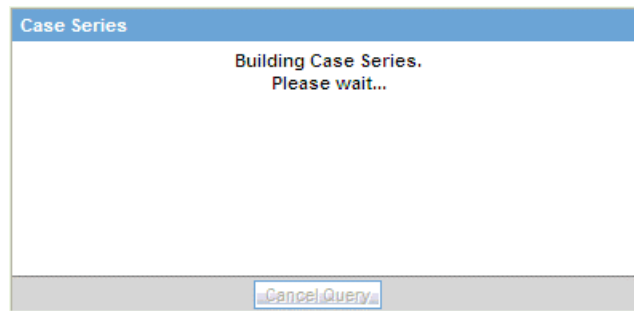 Case Series
Building Case Series.
Please wait...
Cancel Query